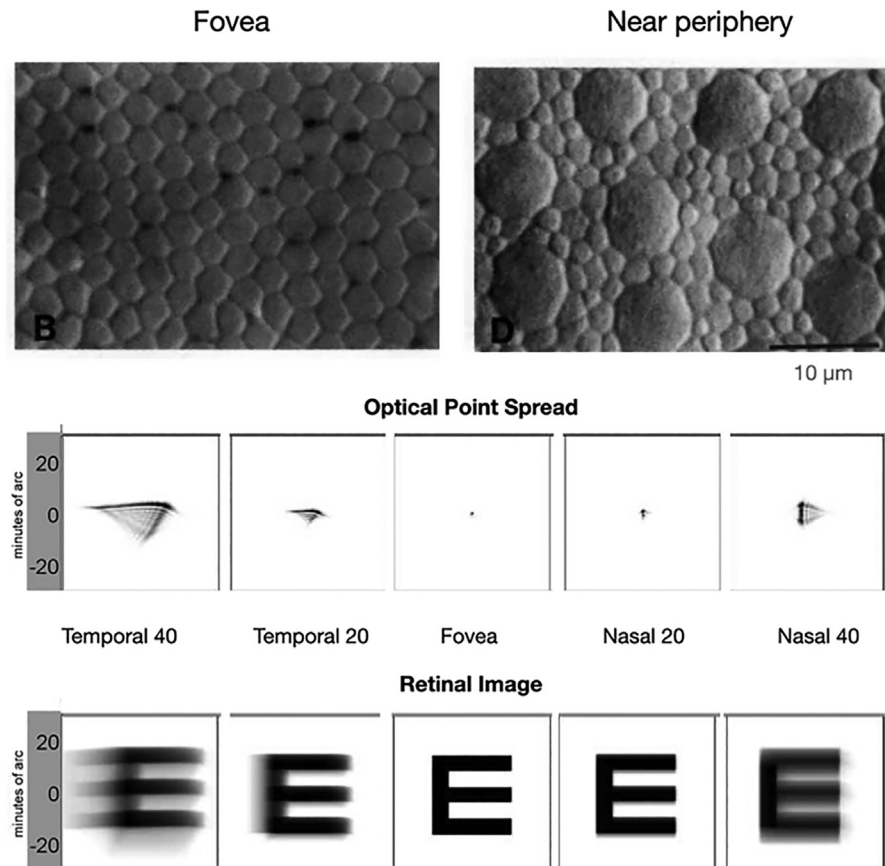 Fovea Near periphery
B D
10 μm
Optical Point Spread
minutes of arc
20
0
-20
Temporal 40 Temporal 20 Fovea Nasal 20 Nasal 40
Retinal Image
minutes of arc
20
0
-20
E E E E E